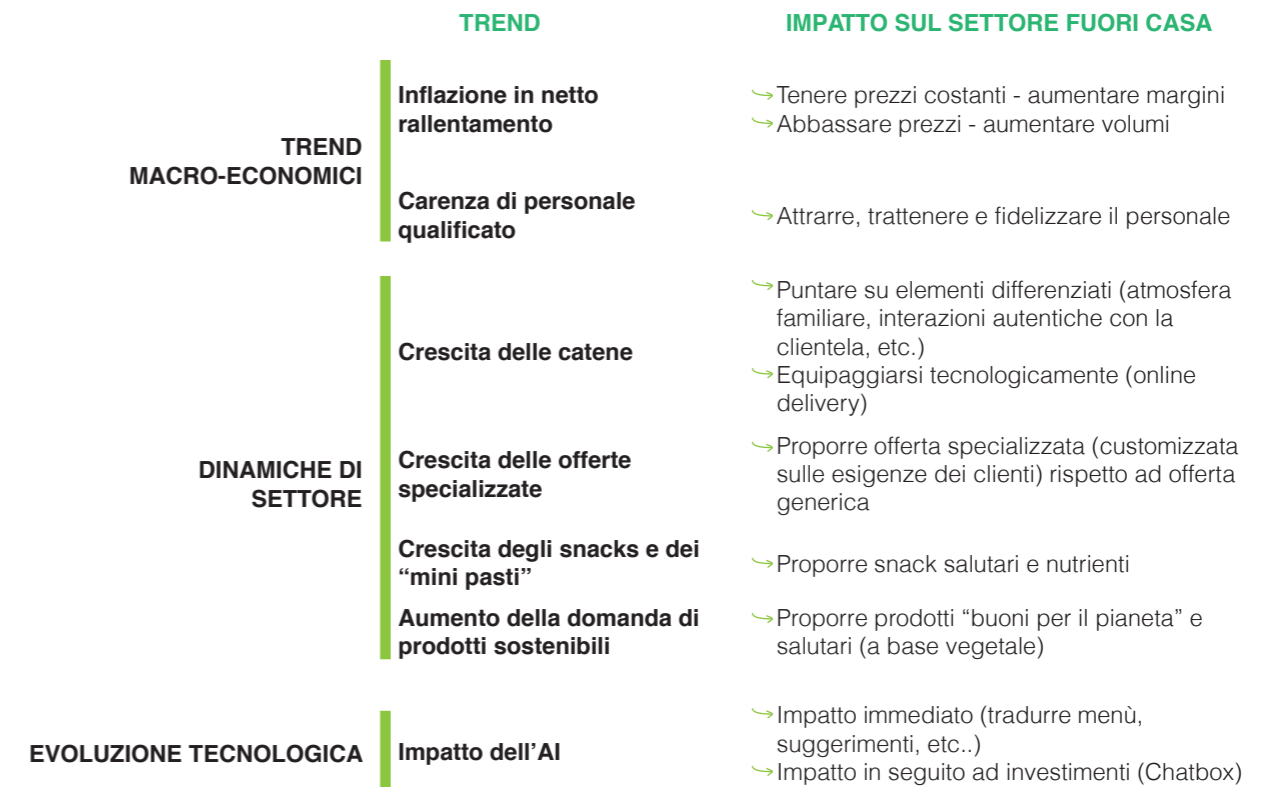 TREND
IMPATTO SUL SETTORE FUORI CASA
TREND
MACRO-ECONOMICI
Inflazione in netto
rallentamento
Tenere prezzi costanti - aumentare margini
Abbassare prezzi - aumentare volumi
Carenza di personale
qualificato
Attrarre, trattenere e fidelizzare il personale
DINAMICHE DI
SETTORE
Crescita delle catene
Puntare su elementi differenziati (atmosfera
familiare, interazioni autentiche con la
clientela, etc.)
Equipaggiarsi tecnologicamente (online
delivery)
Crescita delle offerte
specializzate
Proporre offerta specializzata (customizzata
sulle esigenze dei clienti) rispetto ad offerta
generica
Crescita degli snacks e dei
“mini pasti”
Proporre snack salutari e nutrienti
Aumento della domanda di
prodotti sostenibili
Proporre prodotti “buoni per il pianeta” e
salutari (a base vegetale)
EVOLUZIONE TECNOLOGICA
Impatto dell’AI
Impatto immediato (tradurre menù,
suggerimenti, etc..)
Impatto in seguito ad investimenti (Chatbox)